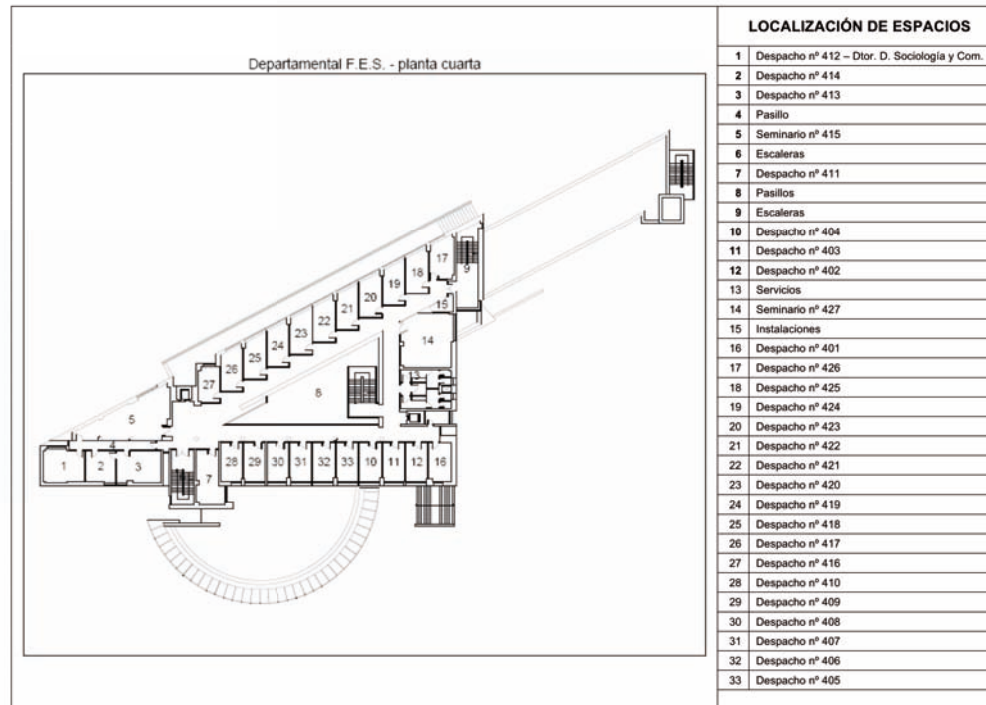 Departamental F.E.S. - planta cuarta
17
18
9
19
20
15
21
22
23
14
24
25
26
13
27
8
5
4
1
2
3
7
28
29
30
31
32
33
10
11
12
16
LOCALIZACIÓN DE ESPACIOS
1 Despacho nº 412 – Dtor. D. Sociología y Com.
2 Despacho nº 414
3 Despacho nº 413
4 Pasillo
5 Seminario nº 415
6 Escaleras
7 Despacho nº 411
8 Pasillos
9 Escaleras
10 Despacho nº 404
11 Despacho nº 403
12 Despacho nº 402
13 Servicios
14 Seminario nº 427
15 Instalaciones
16 Despacho nº 401
17 Despacho nº 426
18 Despacho nº 425
19 Despacho nº 424
20 Despacho nº 423
21 Despacho nº 422
22 Despacho nº 421
23 Despacho nº 420
24 Despacho nº 419
25 Despacho nº 418
26 Despacho nº 417
27 Despacho nº 416
28 Despacho nº 410
29 Despacho nº 409
30 Despacho nº 408
31 Despacho nº 407
32 Despacho nº 406
33 Despacho nº 405